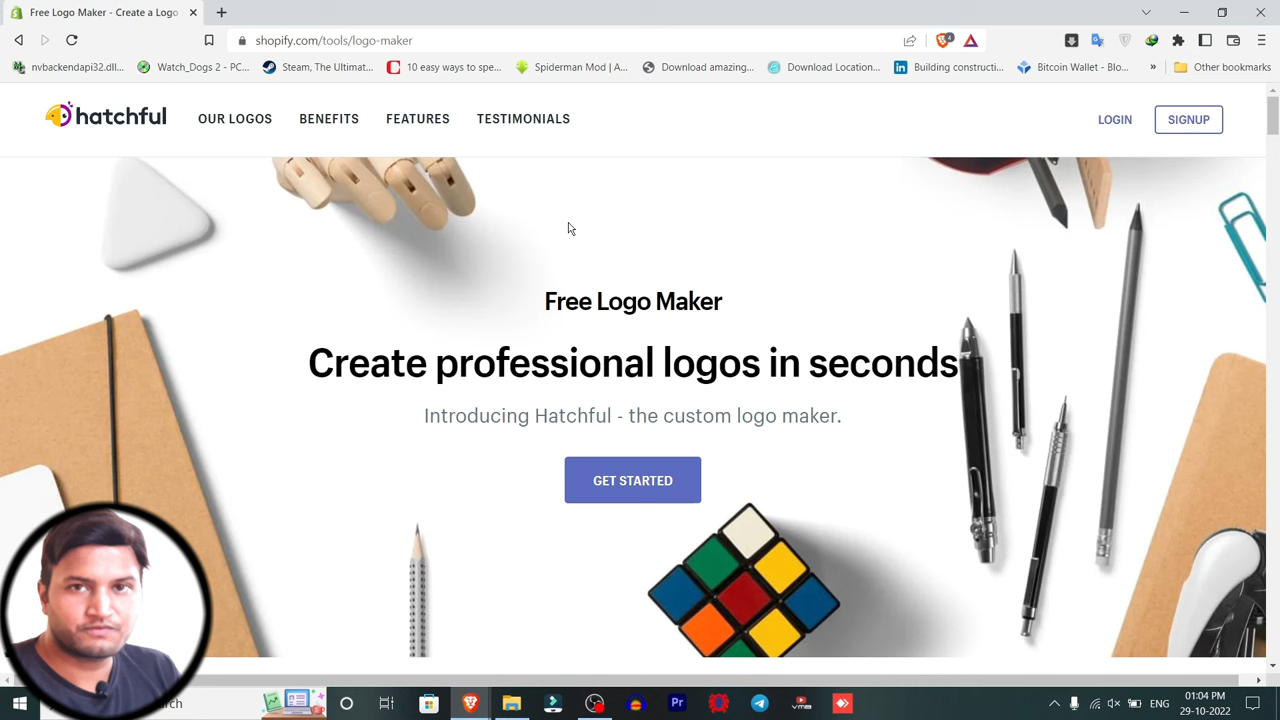 Free Logo Maker - Create a Logo
shopify.com/tools/logo-maker
4
nvbackendapi32.dll...
Watch_Dogs 2 - PC...
Steam, The Ultimat...
10 easy ways to spe...
Spiderman Mod | A...
Download amazing...
Download Location...
Building constructi...
Bitcoin Wallet - Blo...
»
Other bookmarks
hatchful
OUR LOGOS
BENEFITS
FEATURES
TESTIMONIALS
LOGIN
SIGNUP
Free Logo Maker
Create professional logos in seconds
Introducing Hatchful - the custom logo maker.
GET STARTED
Pr
ENG
01:04 PM
29-10-2022